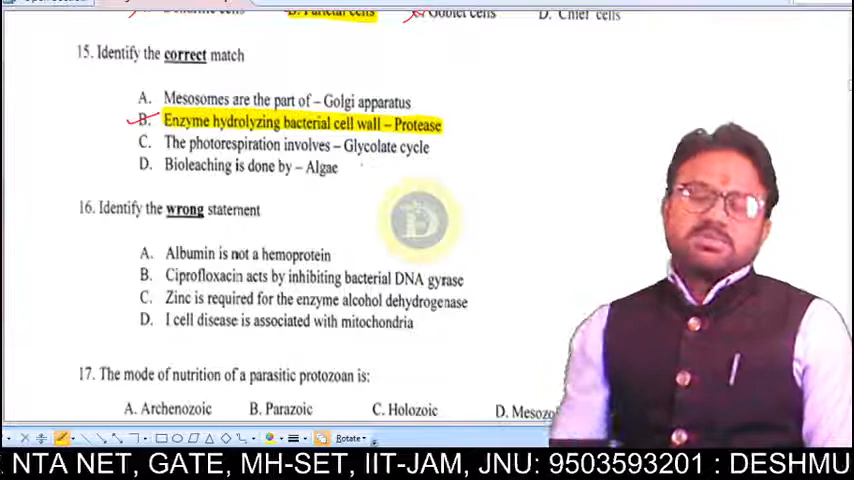 B. Parietal cells
Goblet cells
D. Chief cells
15. Identify the correct match
A. Mesosomes are the part of – Golgi apparatus
B. Enzyme hydrolyzing bacterial cell wall – Protease
C. The photorespiration involves – Glycolate cycle
D. Bioleaching is done by – Algae
16. Identify the wrong statement
A. Albumin is not a hemoprotein
B. Ciprofloxacin acts by inhibiting bacterial DNA gyrase
C. Zinc is required for the enzyme alcohol dehydrogenase
D. I cell disease is associated with mitochondria
17. The mode of nutrition of a parasitic protozoan is:
A. Archenozoic B. Parazoic C. Holozoic D. Mesozo
Rotate
NTA NET, GATE, MH-SET, IIT-JAM, JNU: 9503593201 : DESHMU